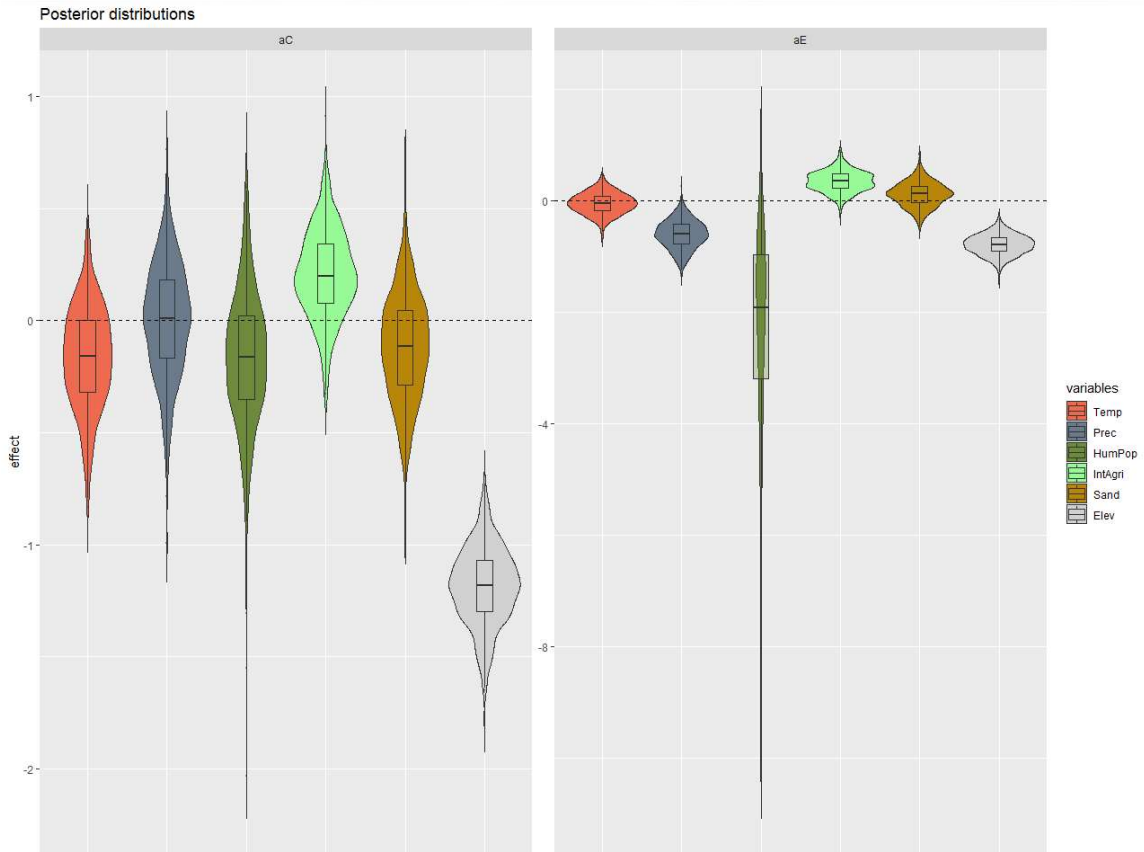 Posterior distributions
aC
aE
1
0
-1
-2
effect
0
-4
-8
variables
Temp
Prec
HumPop
IntAgri
Sand
Elev